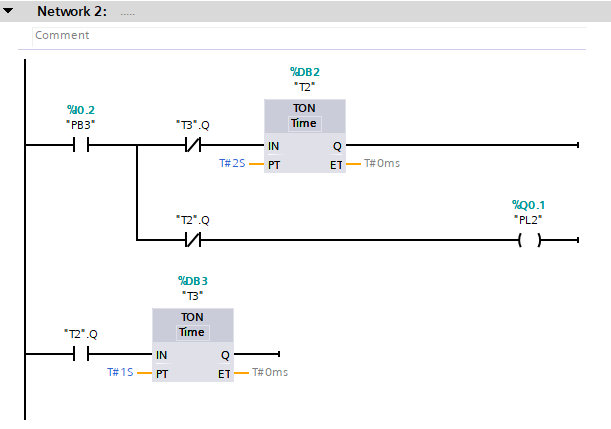 Network 2: .....
Comment
%DB2
"T2"
%I0.2
"PB3"
"T3".Q
TON
Time
IN Q
T#2S PT ET T#0ms
"T2".Q
%Q0.1
"PL2"
%DB3
"T3"
"T2".Q
TON
Time
IN Q
T#1S PT ET T#0ms